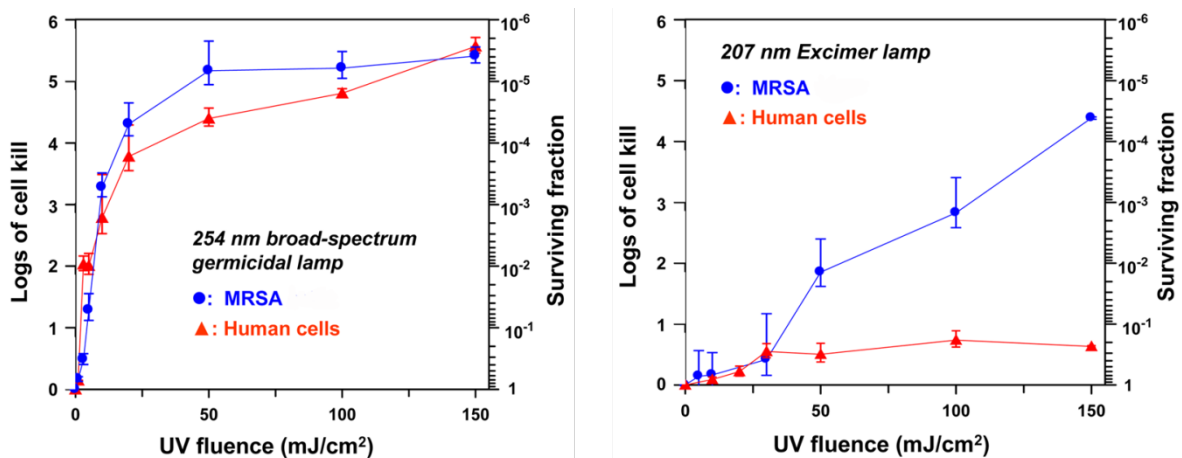 6
5
4
3
2
1
0
Logs of cell kill
10-6
10-5
10-4
10-3
10-2
10-1
1
Surviving fraction
254 nm broad-spectrum
germicidal lamp
: MRSA
: Human cells
0
50
100
150
UV fluence (mJ/cm2)
6
5
4
3
2
1
0
Logs of cell kill
10-6
10-5
10-4
10-3
10-2
10-1
1
Surviving fraction
207 nm Excimer lamp
: MRSA
: Human cells
0
50
100
150
UV fluence (mJ/cm2)